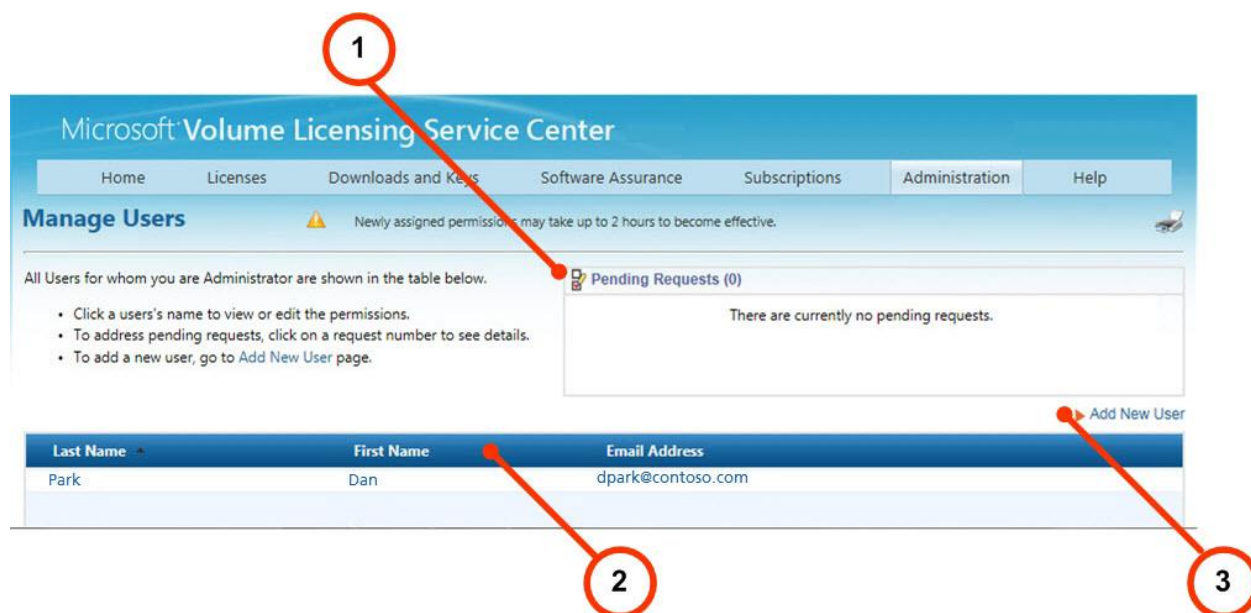 1
Microsoft Volume Licensing Service Center
Home Licenses Downloads and Keys Software Assurance Subscriptions Administration Help
Manage Users
Newly assigned permissions may take up to 2 hours to become effective.
All Users for whom you are Administrator are shown in the table below.
• Click a users's name to view or edit the permissions.
• To address pending requests, click on a request number to see details.
• To add a new user, go to Add New User page.
Pending Requests (0)
There are currently no pending requests.
Add New User
Last Name First Name Email Address
Park Dan dpark@contoso.com
2
3